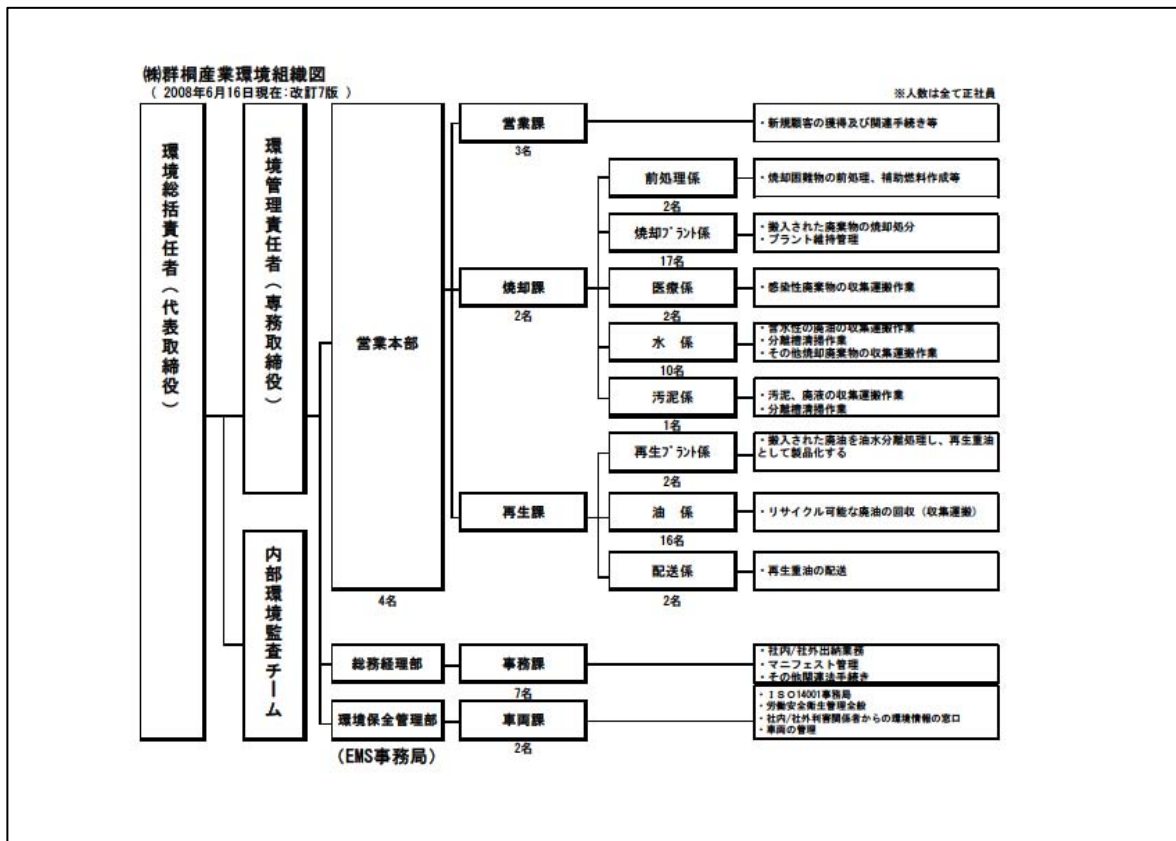 ㈱群桐産業環境組織図
( 2008年6月16日現在:改訂7版 )
※人数は全て正社員
環境総括責任者(代表取締役)
環境管理責任者(専務取締役)
内部環境監査チーム
営業本部
4名
営業課
3名
・新規顧客の獲得及び関連手続き等
焼却課
2名
前処理係
2名
・焼却困難物の前処理、補助燃料作成等
焼却プラント係
17名
・搬入された廃棄物の焼却処分
・プラント維持管理
医療係
2名
・感染性廃棄物の収集運搬作業
水 係
10名
・含水性の廃油の収集運搬作業
・分離槽清掃作業
・その他焼却廃棄物の収集運搬作業
汚泥係
1名
・汚泥、廃液の収集運搬作業
・分離槽清掃作業
再生課
再生プラント係
2名
・搬入された廃油を油水分離処理し、再生重油
として製品化する
油 係
16名
・リサイクル可能な廃油の回収(収集運搬)
配送係
2名
・再生重油の配送
総務経理部
事務課
7名
・社内/社外出納業務
・マニフェスト管理
・その他関連法手続き
環境保全管理部
(EMS事務局)
車両課
2名
・ISO14001事務局
・労働安全衛生管理全般
・社内/社外利害関係者からの環境情報の窓口
・車両の管理